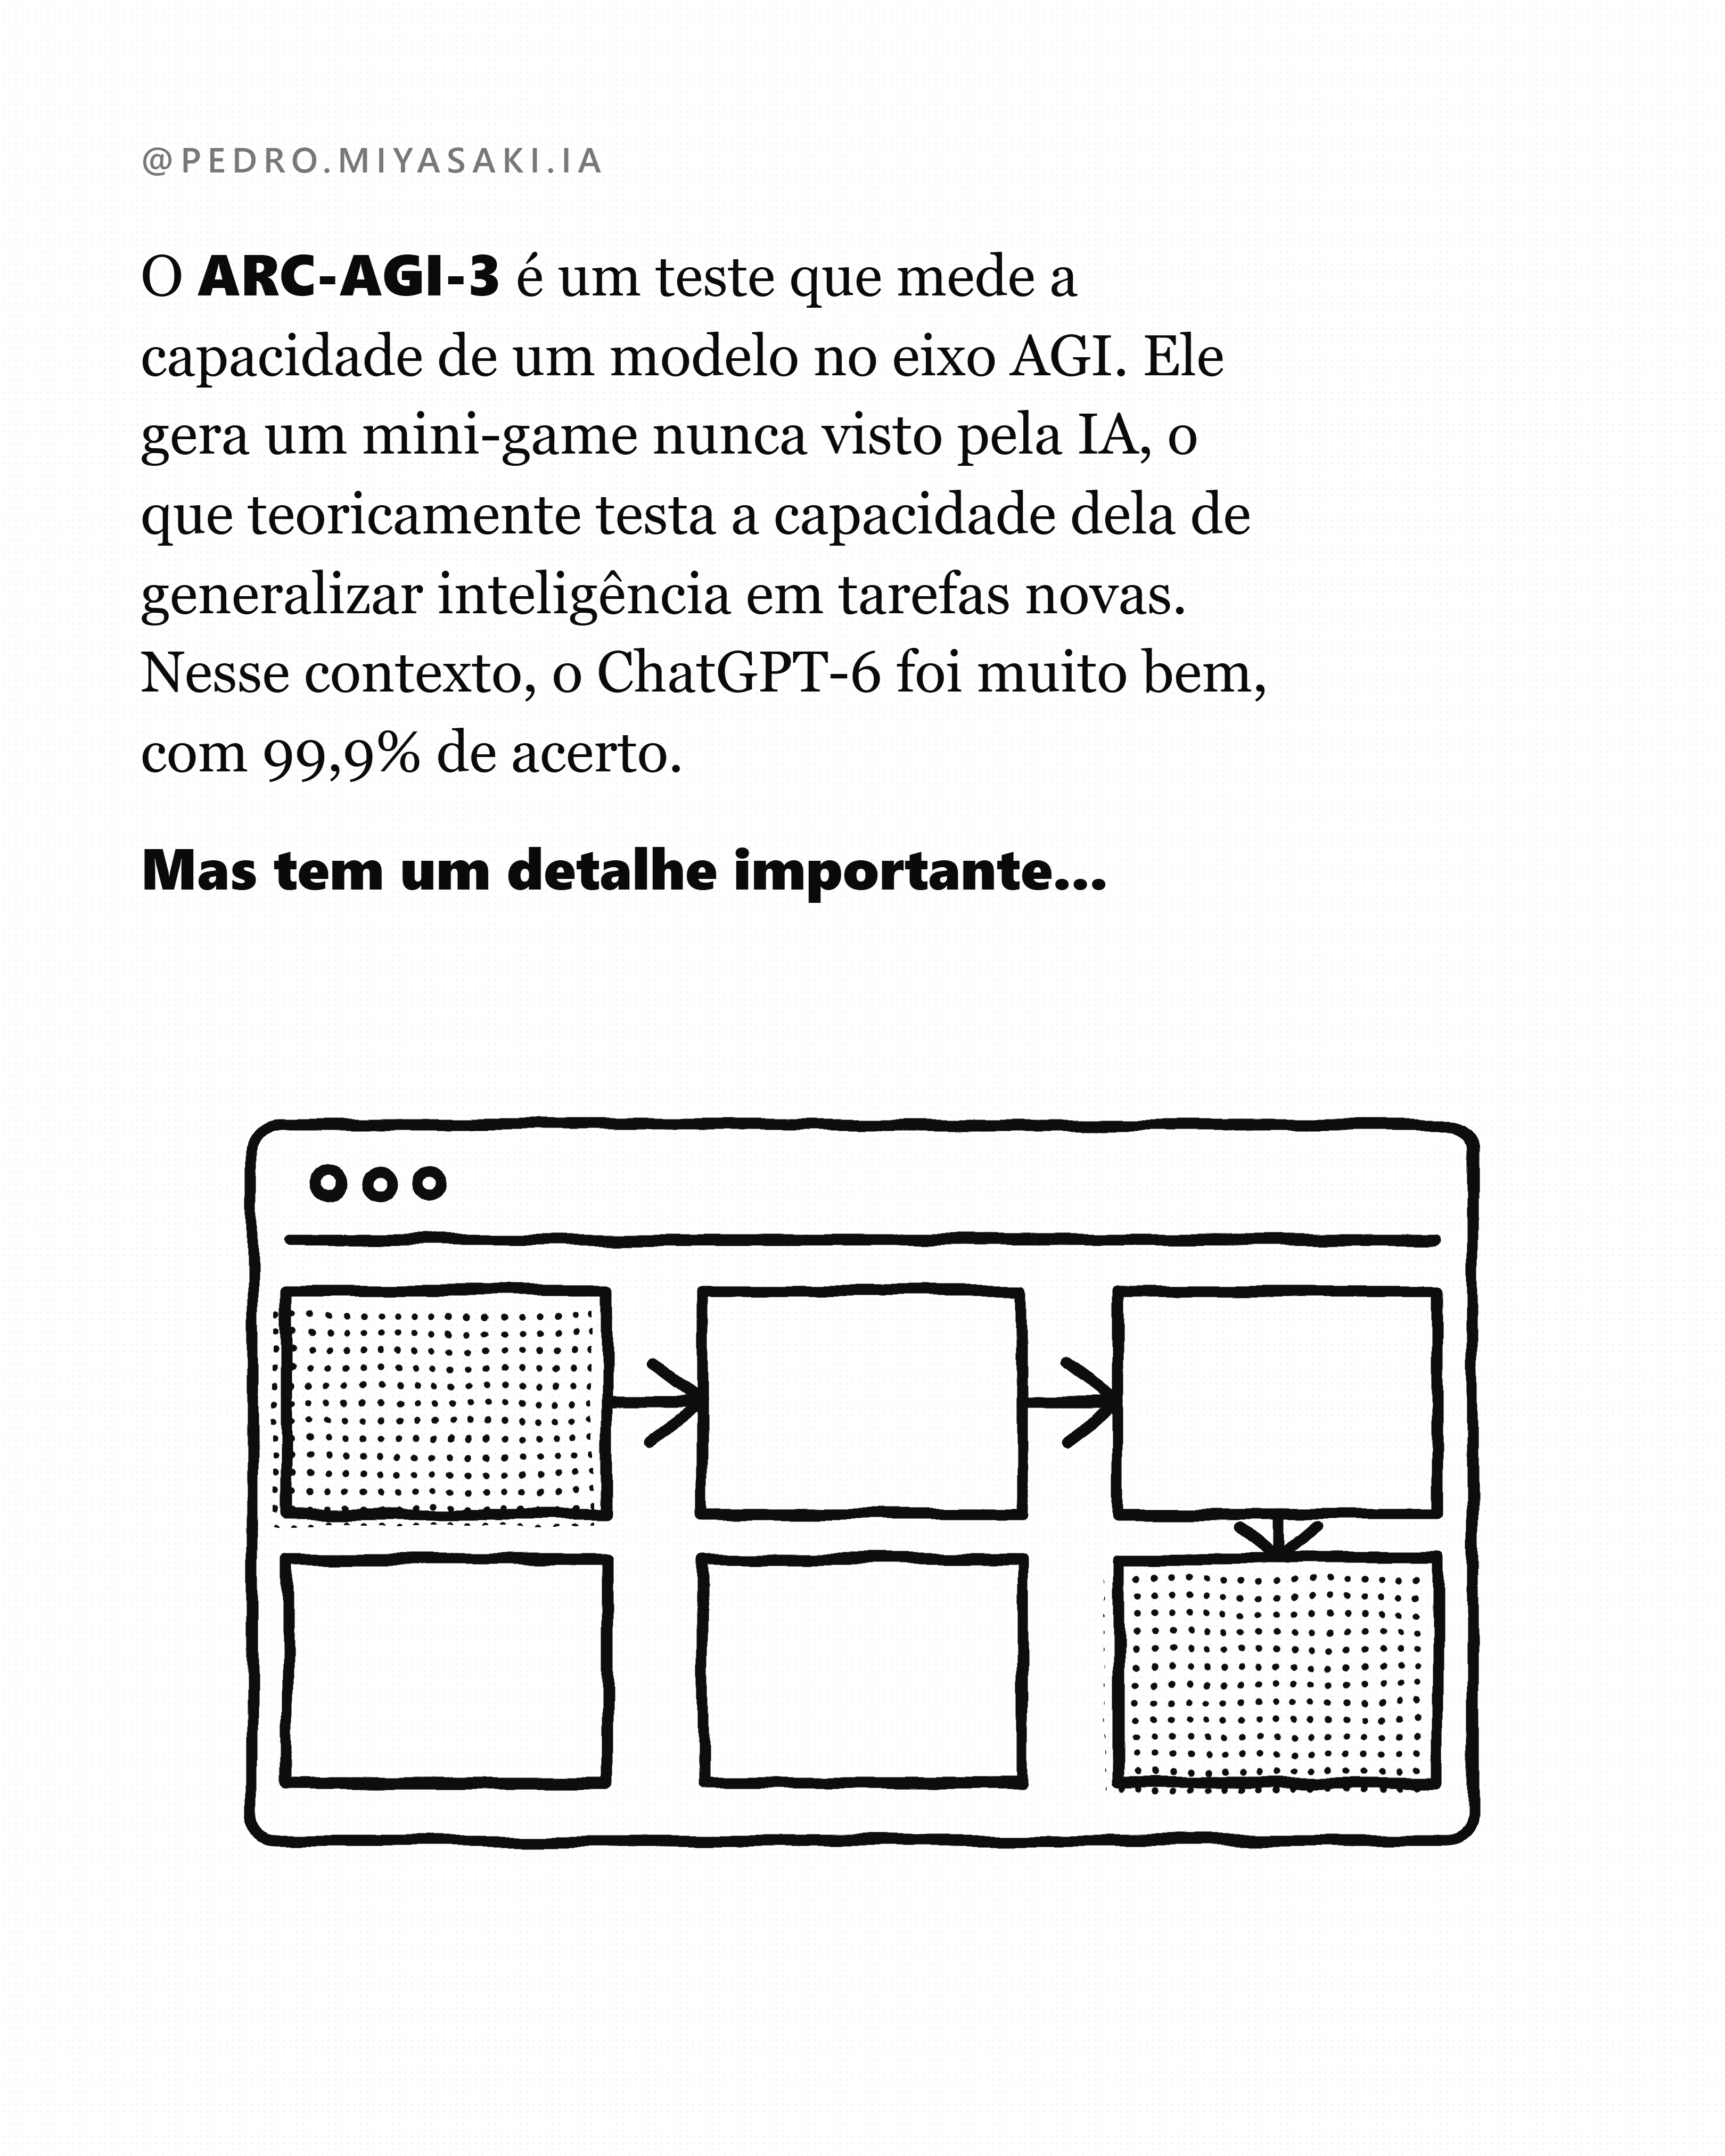 @PEDRO.MIYASAKI.IA
O ARC-AGI-3 é um teste que mede a
capacidade de um modelo no eixo AGI. Ele
gera um mini-game nunca visto pela IA, o
que teoricamente testa a capacidade dela de
generalizar inteligência em tarefas novas.
Nesse contexto, o ChatGPT-6 foi muito bem,
com 99,9% de acerto.
Mas tem um detalhe importante...